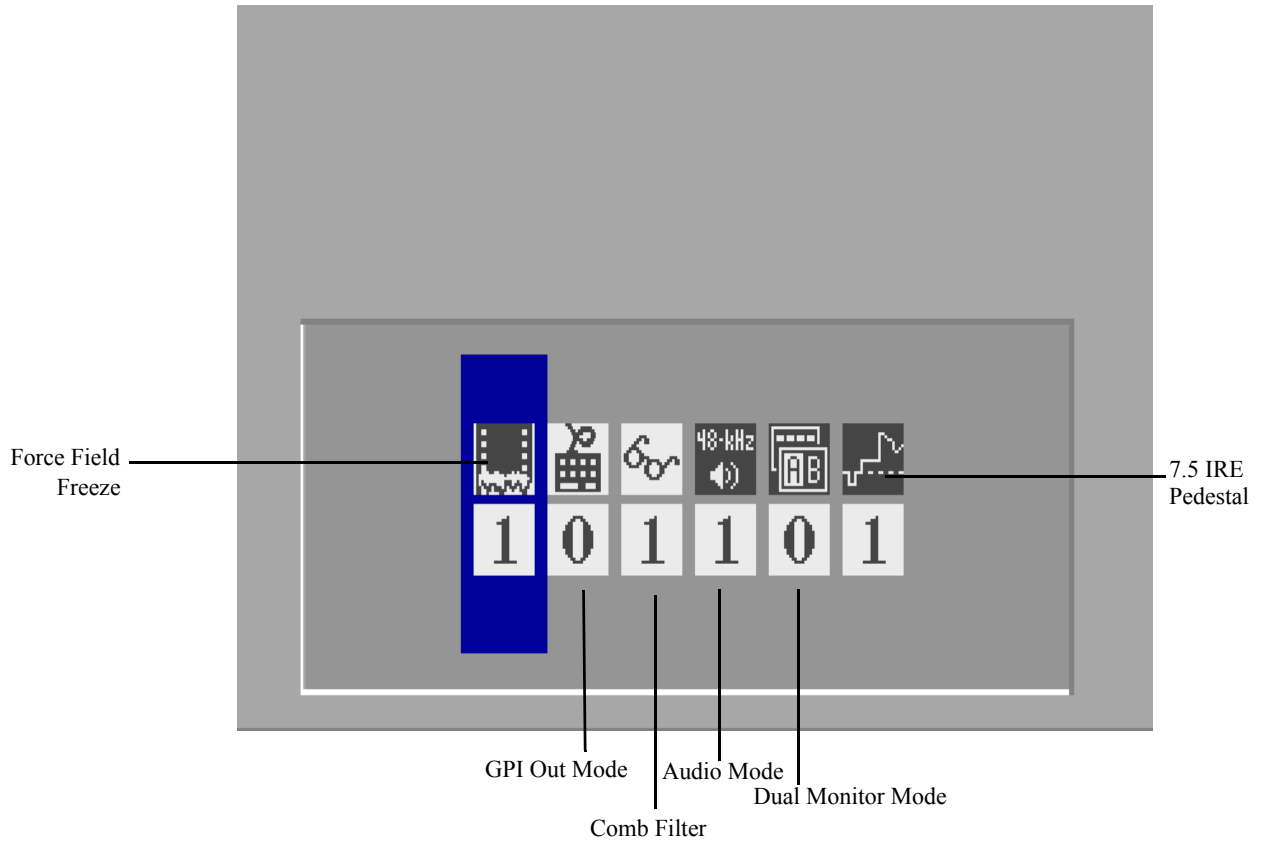 Force Field
Freeze
48-kHz
A B
7.5 IRE
Pedestal
1 0 1 1 0 1
GPI Out Mode
Audio Mode
Dual Monitor Mode
Comb Filter